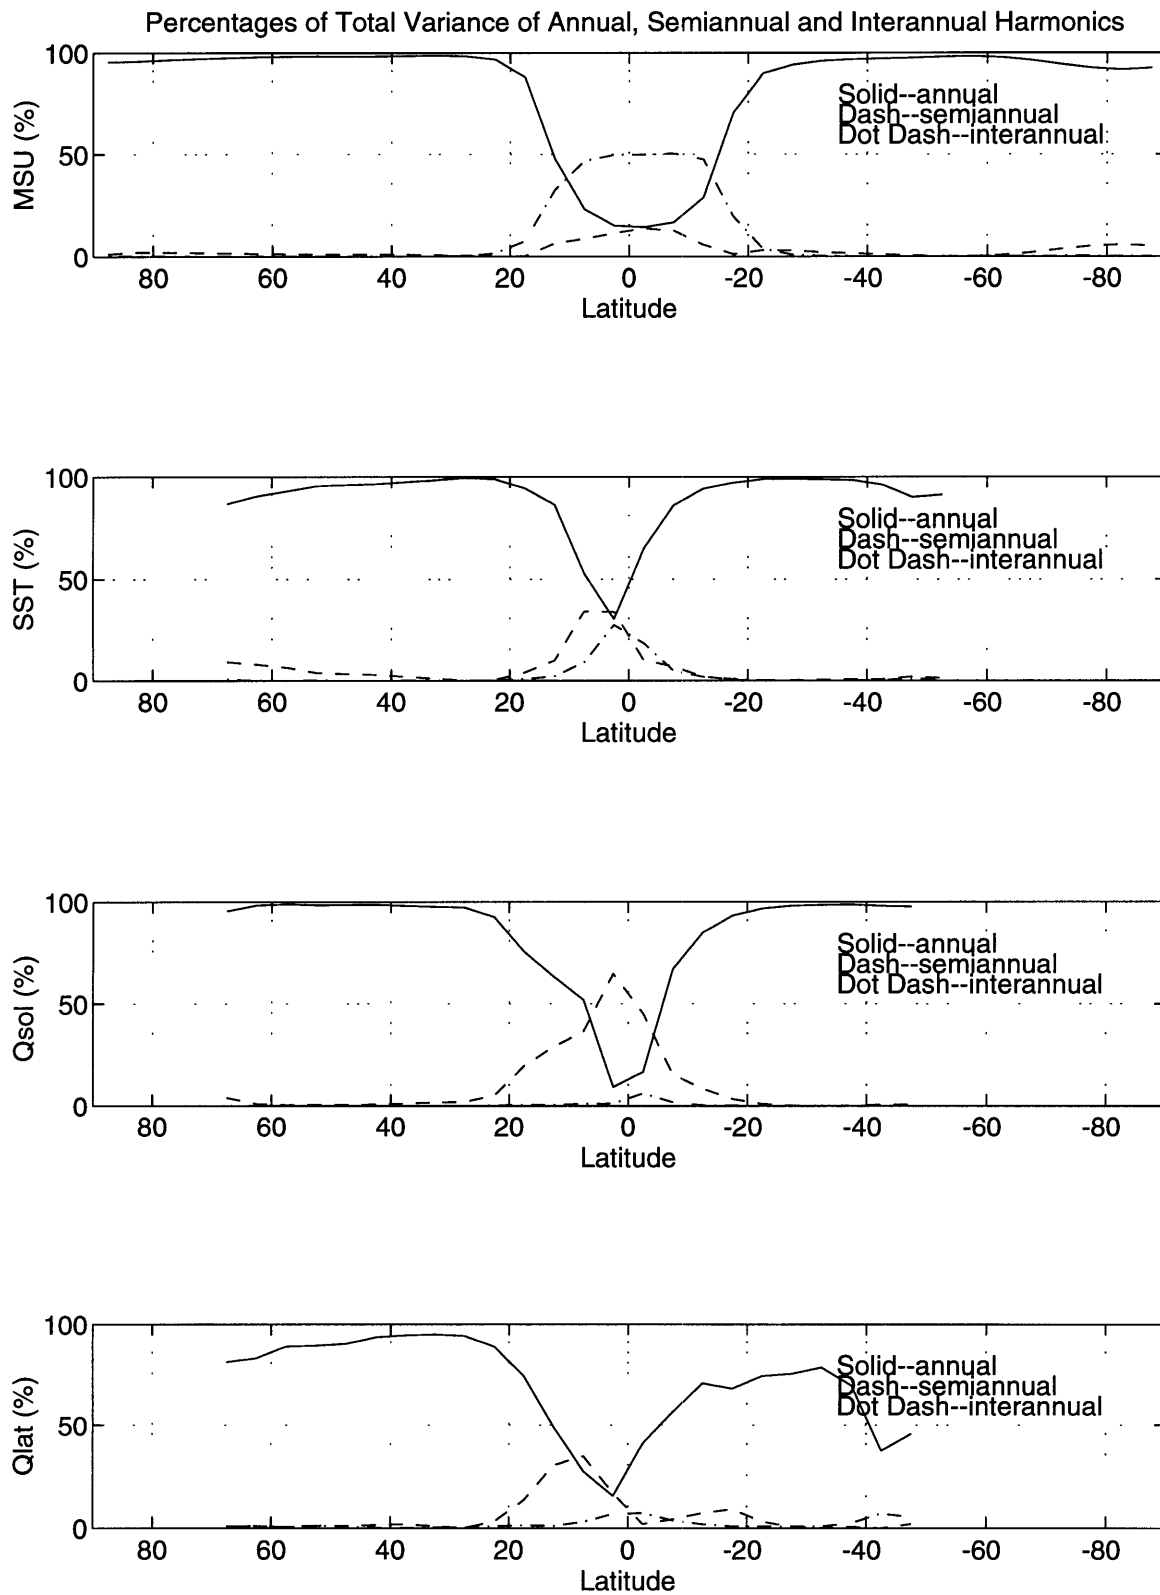 Percentages of Total Variance of Annual, Semiannual and Interannual Harmonics
MSU (%)
100
50
0
Solid--annual
Dash--semiannual
Dot Dash--interannual
80 60 40 20 0 -20 -40 -60 -80
Latitude
SST (%)
100
50
0
Solid--annual
Dash--semiannual
Dot Dash--interannual
80 60 40 20 0 -20 -40 -60 -80
Latitude
Qsol (%)
100
50
0
Solid--annual
Dash--semiannual
Dot Dash--interannual
80 60 40 20 0 -20 -40 -60 -80
Latitude
Qlat (%)
100
50
0
Solid--annual
Dash--semiannual
Dot Dash--interannual
80 60 40 20 0 -20 -40 -60 -80
Latitude